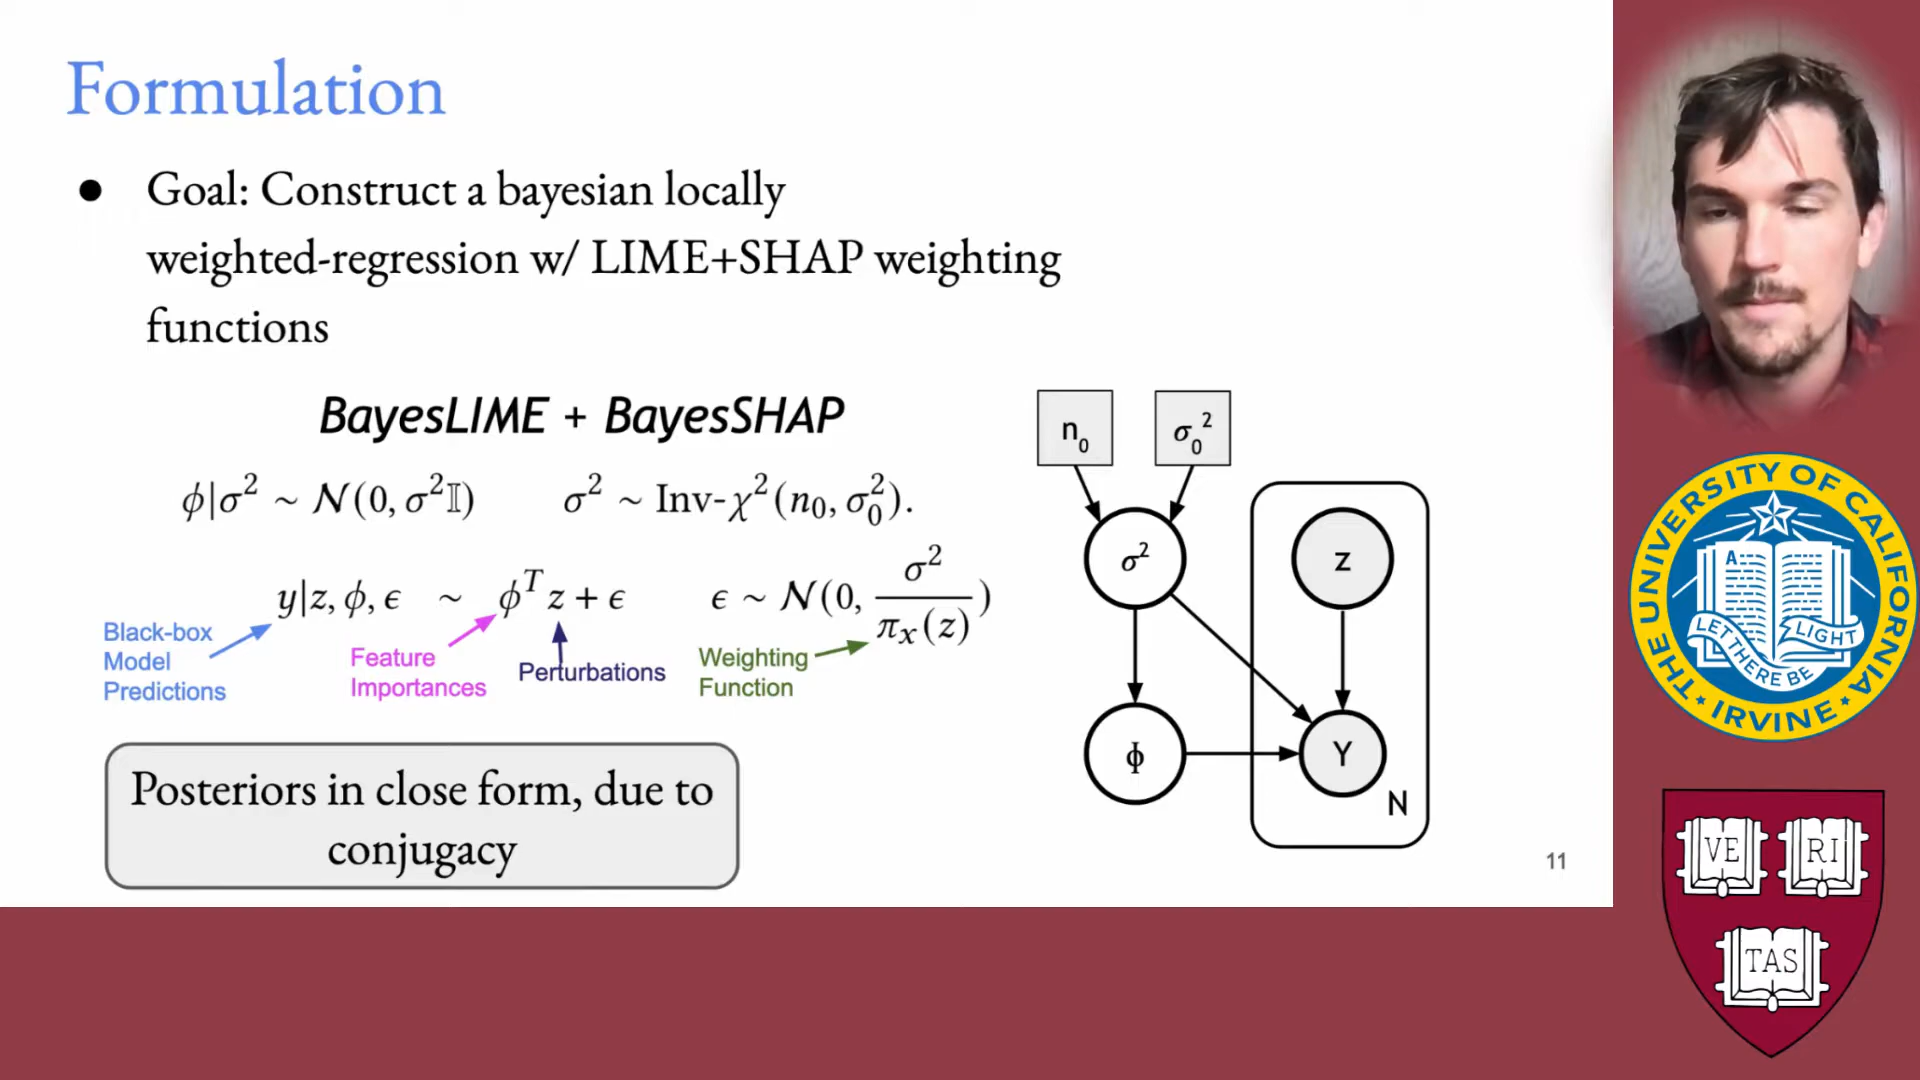 Formulation
● Goal: Construct a bayesian locally
weighted-regression w/ LIME+SHAP weighting
functions
BayesLIME + BayesSHAP
ϕ|σ² ~ 𝒩(0, σ²𝕀)
σ² ~ Inv-χ²(n₀, σ₀²).
y|z, ϕ, ϵ ~ ϕᵀz + ϵ
ϵ ~ 𝒩(0, σ²/πₓ(z))
Black-box
Model
Predictions
Feature
Importances
Perturbations
Weighting
Function
Posteriors in close form, due to
conjugacy
n₀
σ₀²
σ²
z
ϕ
Y
N
11
THE UNIVERSITY OF CALIFORNIA
A
LET THERE BE LIGHT
IRVINE
VE RI
TAS